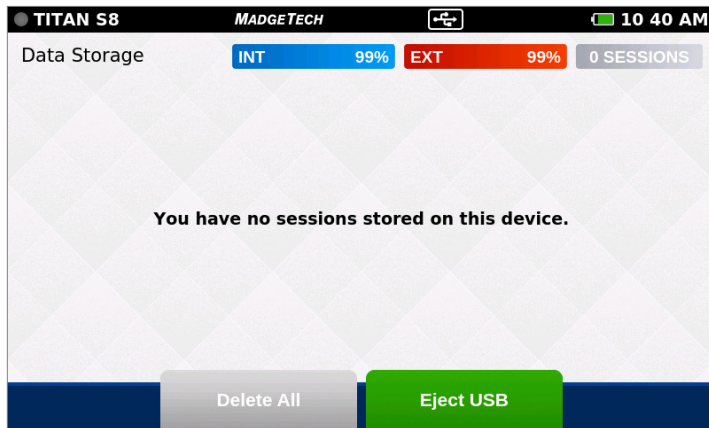 TITAN S8 MADGETECH 10 40 AM
Data Storage INT 99% EXT 99% 0 SESSIONS
You have no sessions stored on this device.
Delete All Eject USB